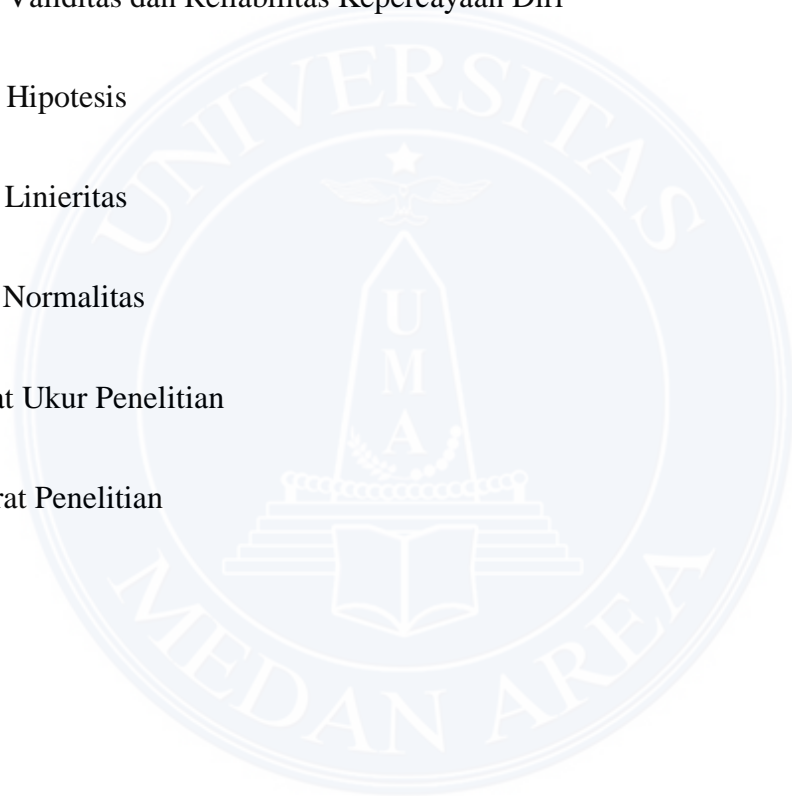 Validitas dan Reliabilitas Kepercayaan Diri
Hipotesis
Linieritas
Normalitas
at Ukur Penelitian
rat Penelitian
UNIVERSITAS
U
M
A
MEDAN AREA